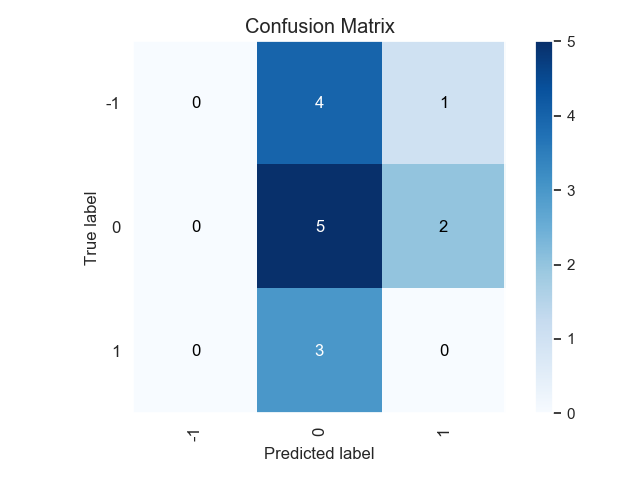 Confusion Matrix
True label
-1 0 4 1
0 0 5 2
1 0 3 0
-1 0 1
Predicted label
5
4
3
2
1
0